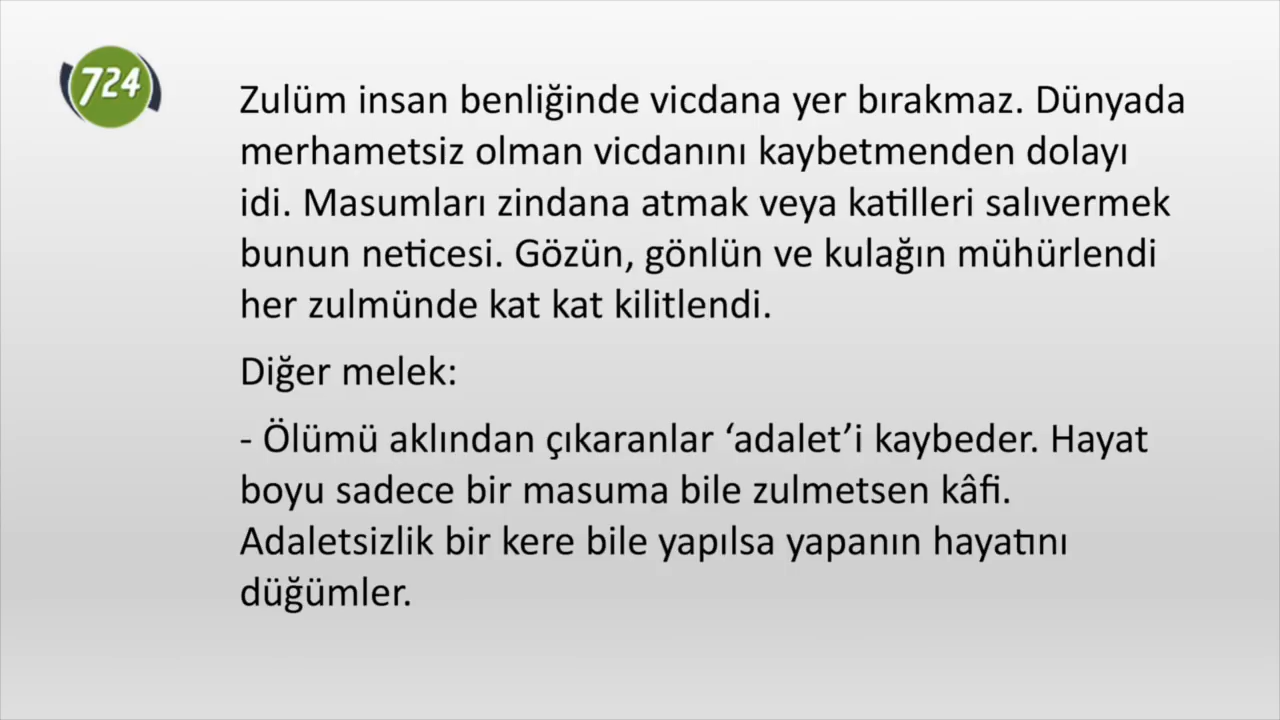 724
Zulüm insan benliğinde vicdana yer bırakmaz. Dünyada
merhametsiz olman vicdanını kaybetmenden dolayı
idi. Masumları zindana atmak veya katilleri salıvermek
bunun neticesi. Gözün, gönlün ve kulağın mühürlendi
her zulmünde kat kat kilitlendi.
Diğer melek:
- Ölümü aklından çıkaranlar ‘adalet’i kaybeder. Hayat
boyu sadece bir masuma bile zulmetsen kâfi.
Adaletsizlik bir kere bile yapılsa yapanın hayatını
düğümler.